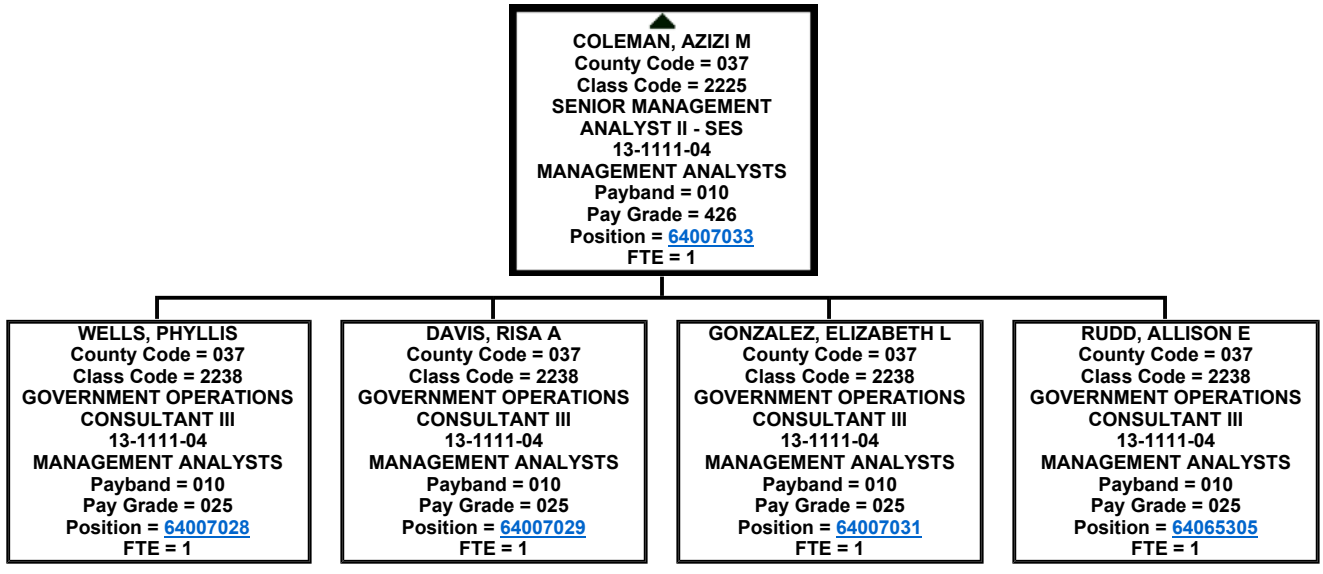 COLEMAN, AZIZI M
County Code = 037
Class Code = 2225
SENIOR MANAGEMENT
ANALYST II - SES
13-1111-04
MANAGEMENT ANALYSTS
Payband = 010
Pay Grade = 426
Position = 64007033
FTE = 1
WELLS, PHYLLIS
County Code = 037
Class Code = 2238
GOVERNMENT OPERATIONS
CONSULTANT III
13-1111-04
MANAGEMENT ANALYSTS
Payband = 010
Pay Grade = 025
Position = 64007028
FTE = 1
DAVIS, RISA A
County Code = 037
Class Code = 2238
GOVERNMENT OPERATIONS
CONSULTANT III
13-1111-04
MANAGEMENT ANALYSTS
Payband = 010
Pay Grade = 025
Position = 64007029
FTE = 1
GONZALEZ, ELIZABETH L
County Code = 037
Class Code = 2238
GOVERNMENT OPERATIONS
CONSULTANT III
13-1111-04
MANAGEMENT ANALYSTS
Payband = 010
Pay Grade = 025
Position = 64007031
FTE = 1
RUDD, ALLISON E
County Code = 037
Class Code = 2238
GOVERNMENT OPERATIONS
CONSULTANT III
13-1111-04
MANAGEMENT ANALYSTS
Payband = 010
Pay Grade = 025
Position = 64065305
FTE = 1